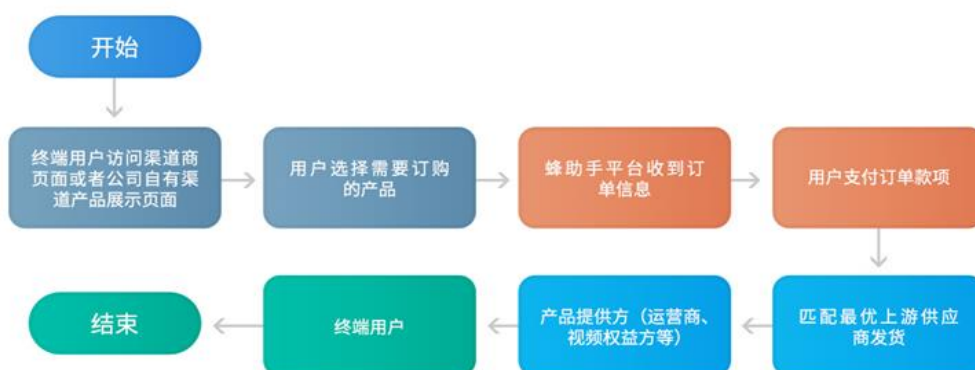 开始
终端用户访问渠道商
页面或者公司自有渠
道产品展示页面
用户选择需要订购
的产品
蜂助手平台收到订
单信息
用户支付订单款项
匹配最优上游供应
商发货
产品提供方（运营商、
视频权益方等）
终端用户
结束